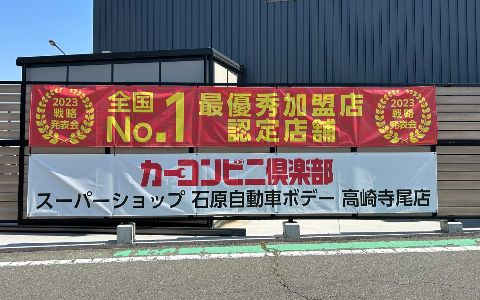 2023
戦略
発表会
全国
No.1
最優秀加盟店
認定店舗
2023
戦略
発表会
カーコンビニ倶楽部
スーパーショップ 石原自動車ボデー 高崎寺尾店